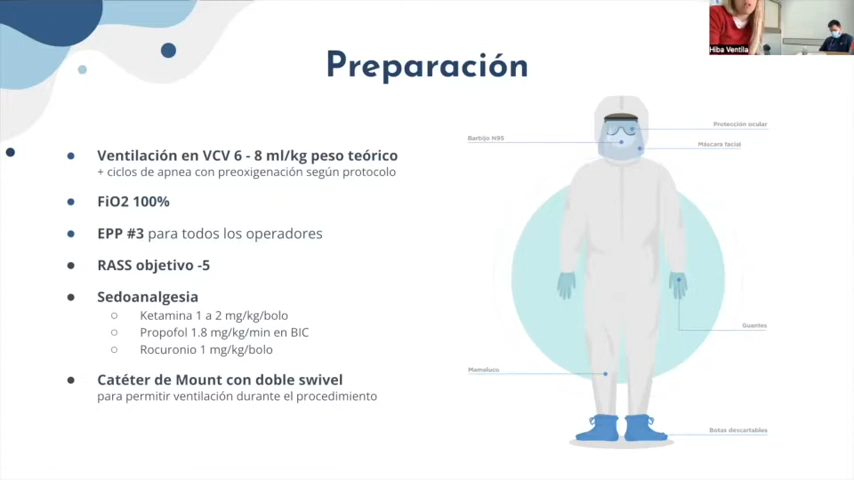 Hiba Ventila
Preparación
Ventilación en VCV 6 - 8 ml/kg peso teórico
+ ciclos de apnea con preoxigenación según protocolo
FiO2 100%
EPP #3 para todos los operadores
RASS objetivo -5
Sedoanalgesia
Ketamina 1 a 2 mg/kg/bolo
Propofol 1.8 mg/kg/min en BIC
Rocuronio 1 mg/kg/bolo
Catéter de Mount con doble swivel
para permitir ventilación durante el procedimiento
Protección ocular
Barbijo N95
Máscara facial
Guantes
Mameluco
Botas descartables